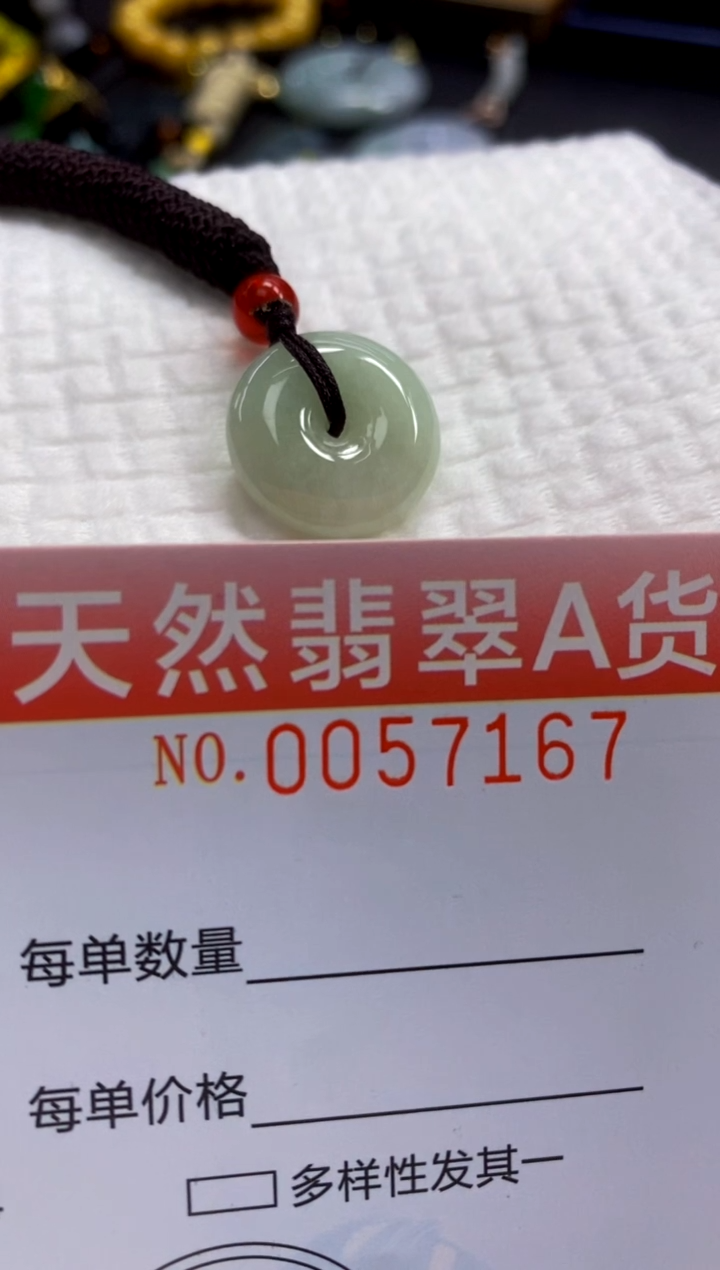 天然翡翠A货
NO.0057167
每单数量
每单价格
多样性发其一